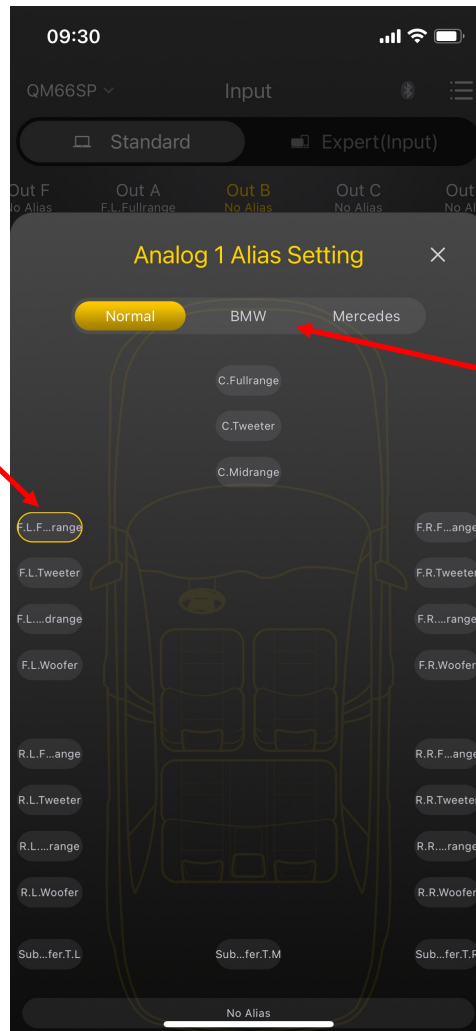 09:30
QM66SP
Input
Standard
Expert(Input)
Out F
Out A
Out B
Out C
Out
No Alias
F.L.Fullrange
No Alias
No Alias
No Al
Analog 1 Alias Setting
Normal
BMW
Mercedes
C.Fullrange
C.Tweeter
C.Midrange
F.L.F...range
F.R.F...ange
F.L.Tweeter
F.R.Tweeter
F.L....drange
F.R....range
F.L.Woofer
F.R.Woofer
R.L.F...ange
R.R.F...ange
R.L.Tweeter
R.R.Tweeter
R.L....range
R.R....range
R.L.Woofer
R.R.Woofer
Sub...fer.T.L
Sub...fer.T.M
Sub...fer.T.R
No Alias